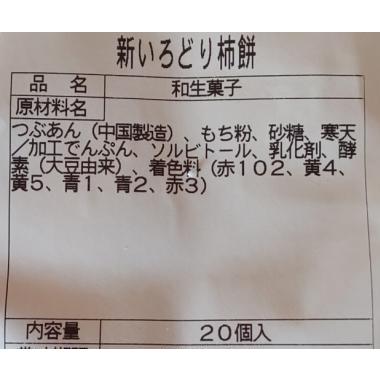 新いろどり柿餅
品 名 和生菓子
原材料名
つぶあん（中国製造）、もち粉、砂糖、寒天
／加工でんぷん、ソルビトール、乳化剤、酵
素（大豆由来）、着色料（赤１０２、黄４、
黄５、青１、青２、赤３）
内容量 ２０個入